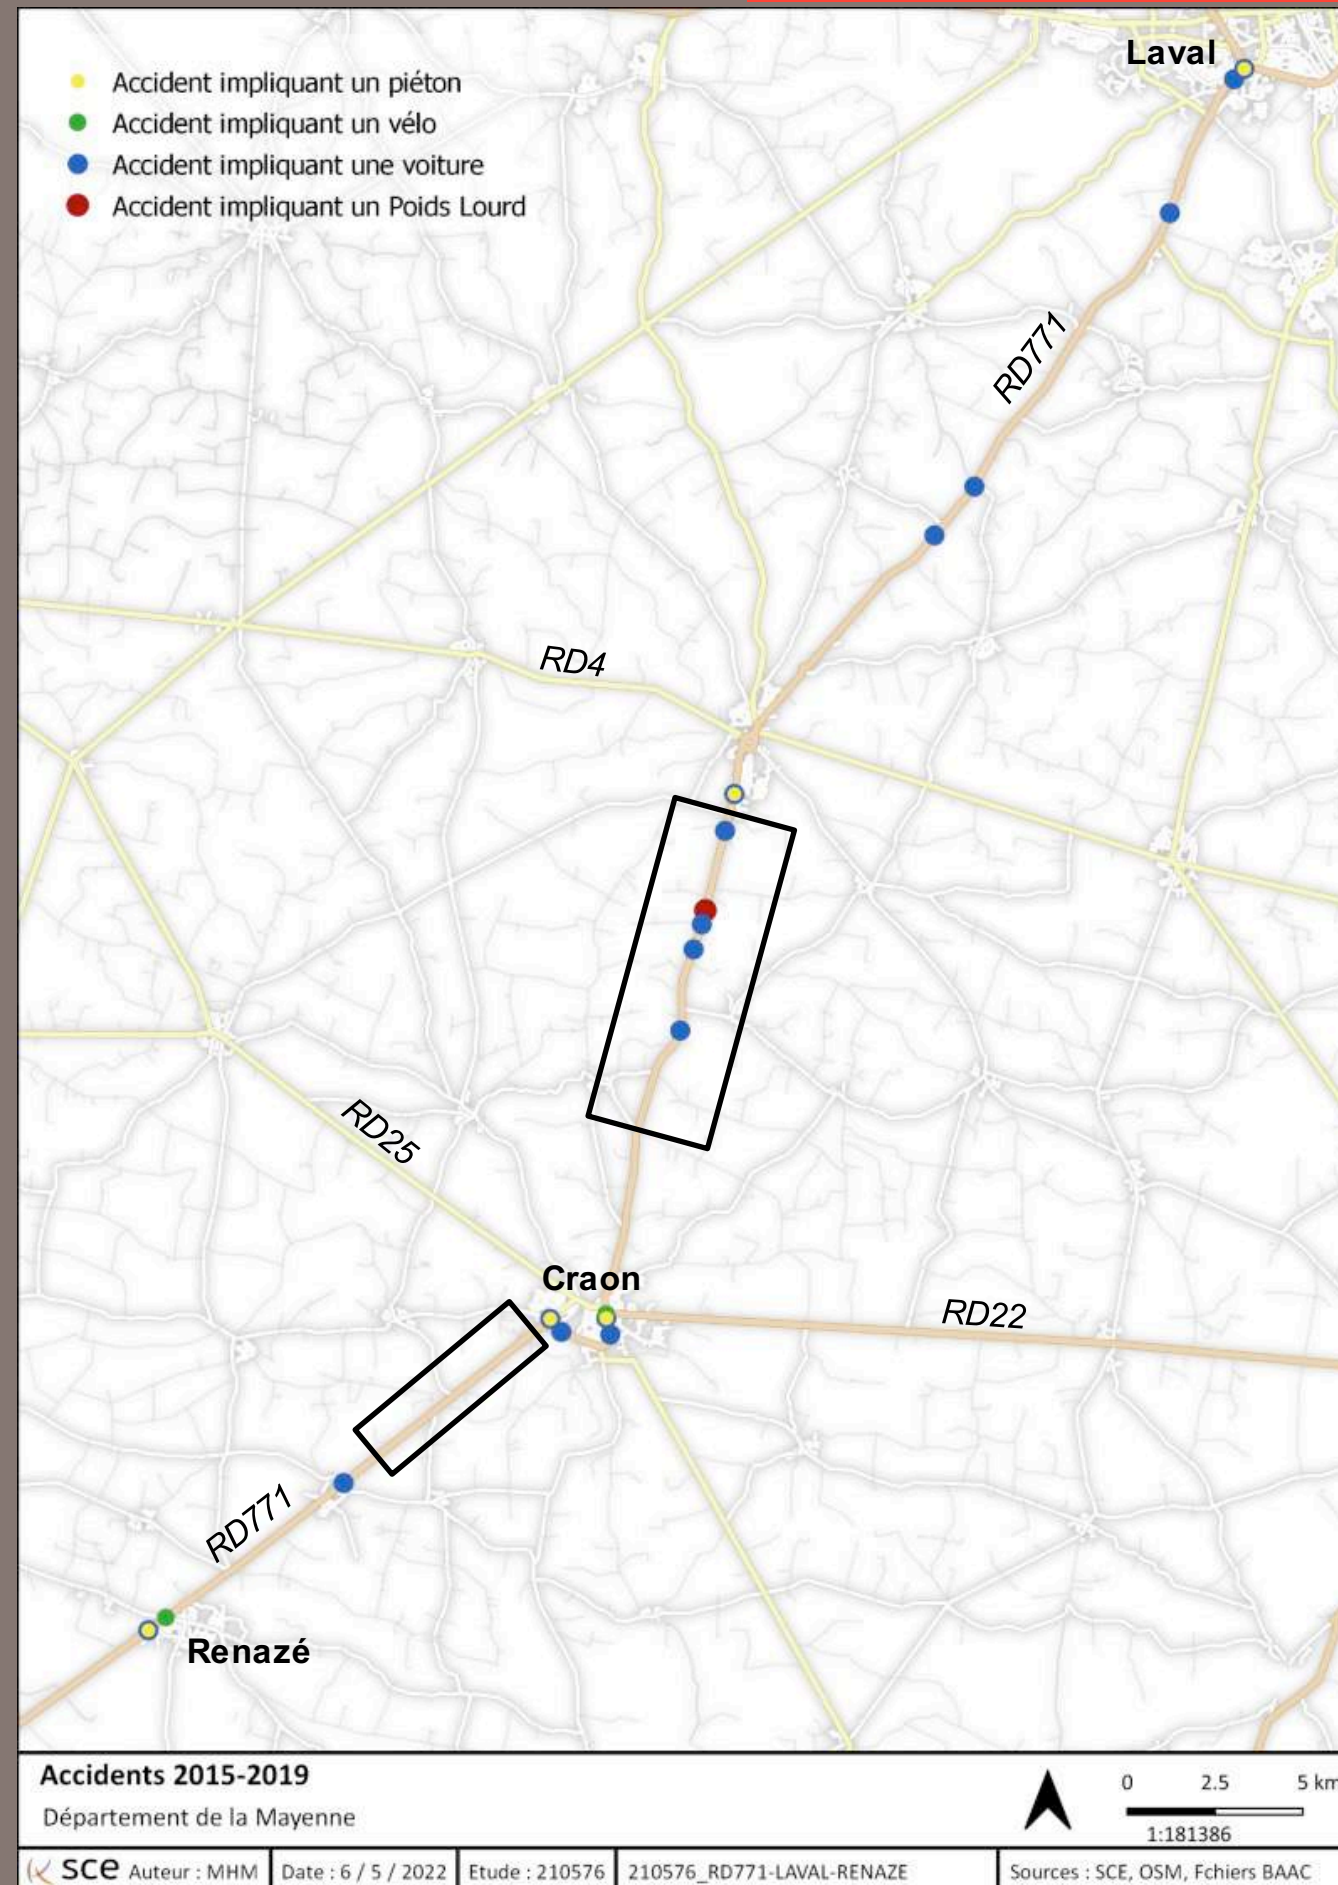 Laval
Accident impliquant un piéton
Accident impliquant un vélo
Accident impliquant une voiture
Accident impliquant un Poids Lourd
RD771
RD4
RD25
Craon
RD22
RD771
Renazé
Accidents 2015-2019
Département de la Mayenne
0 2.5 5 km
1:181386
sce Auteur : MHM Date : 6 / 5 / 2022 Etude : 210576 210576_RD771-LAVAL-RENAZE Sources : SCE, OSM, Fchiers BAAC